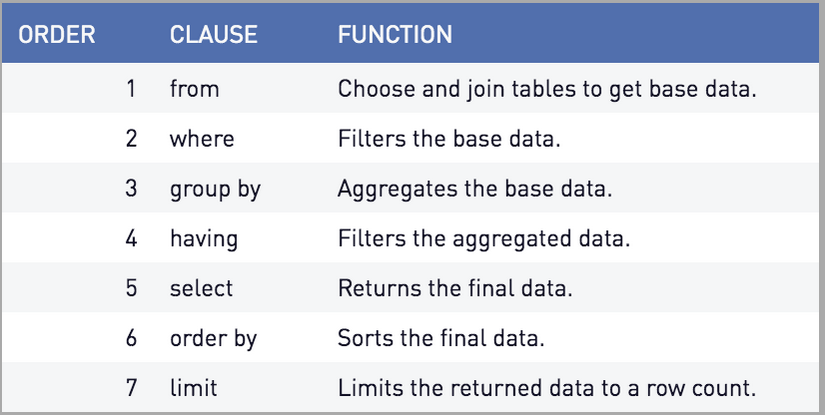 ORDER CLAUSE FUNCTION
1 from Choose and join tables to get base data.
2 where Filters the base data.
3 group by Aggregates the base data.
4 having Filters the aggregated data.
5 select Returns the final data.
6 order by Sorts the final data.
7 limit Limits the returned data to a row count.